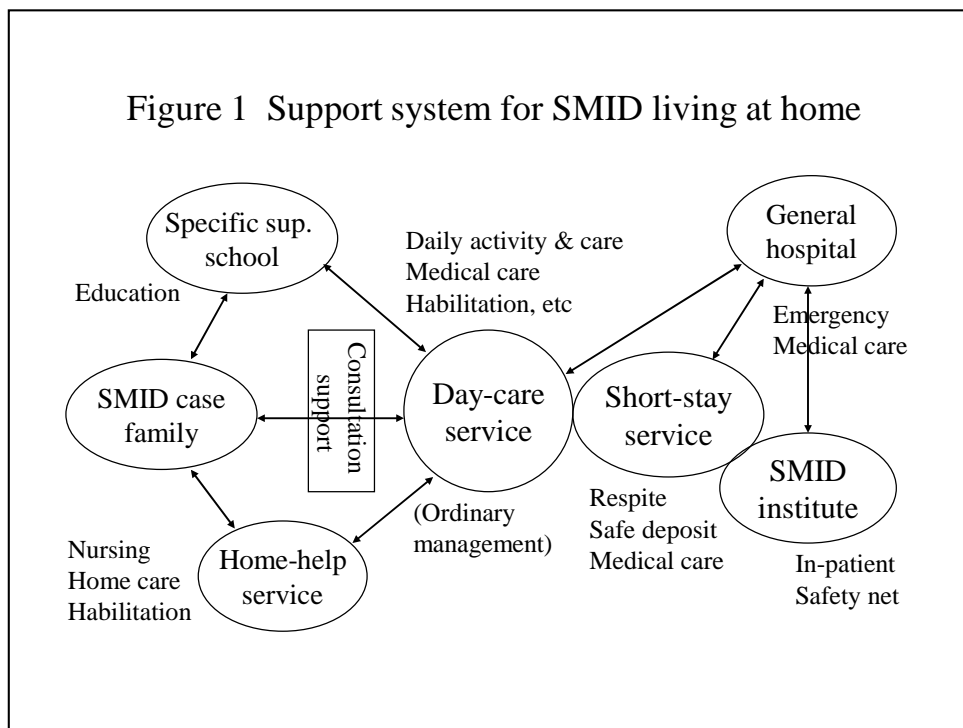 Figure 1  Support system for SMID living at home
Specific sup.
school
General
hospital
Daily activity & care
Medical care
Habilitation, etc
Education
Emergency
Medical care
Consultation
support
SMID case
family
Day-care
service
Short-stay
service
SMID
institute
(Ordinary
management)
Respite
Safe deposit
Medical care
Nursing
Home care
Habilitation
Home-help
service
In-patient
Safety net